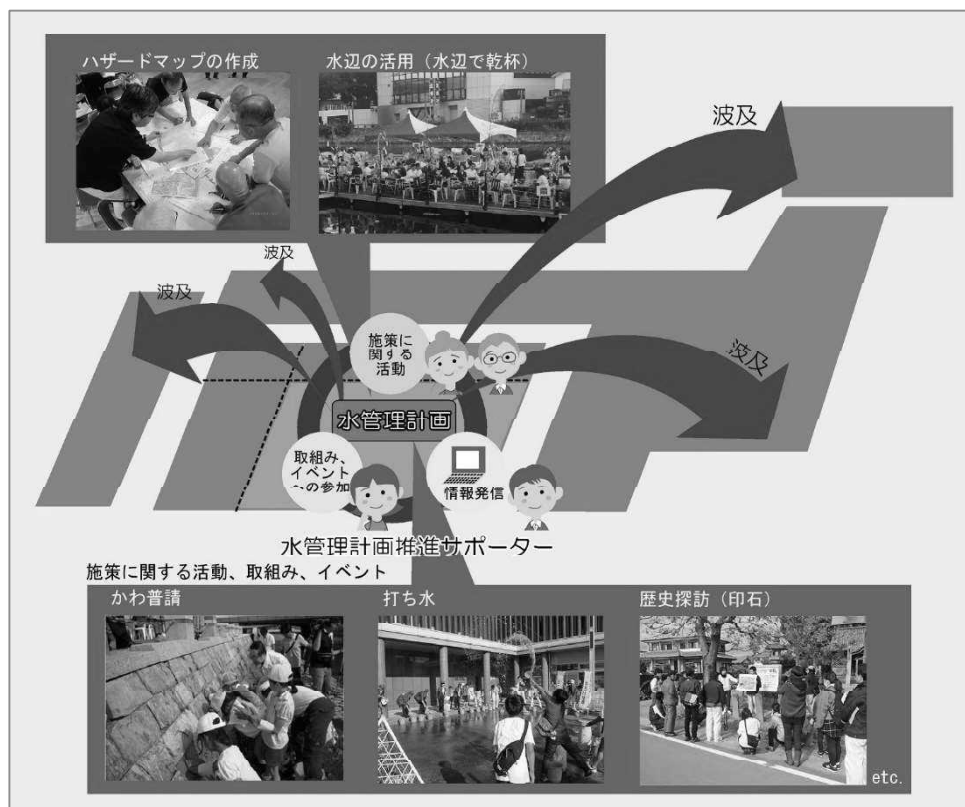 ハザードマップの作成
水辺の活用（水辺で乾杯）
波及
波及
波及
波及
施策に
関する
活動
水管理計画
取組み、
イベント
への参加
情報発信
水管理計画推進サポーター
施策に関する活動、取組み、イベント
かわ普請
打ち水
歴史探訪（印石）
etc.